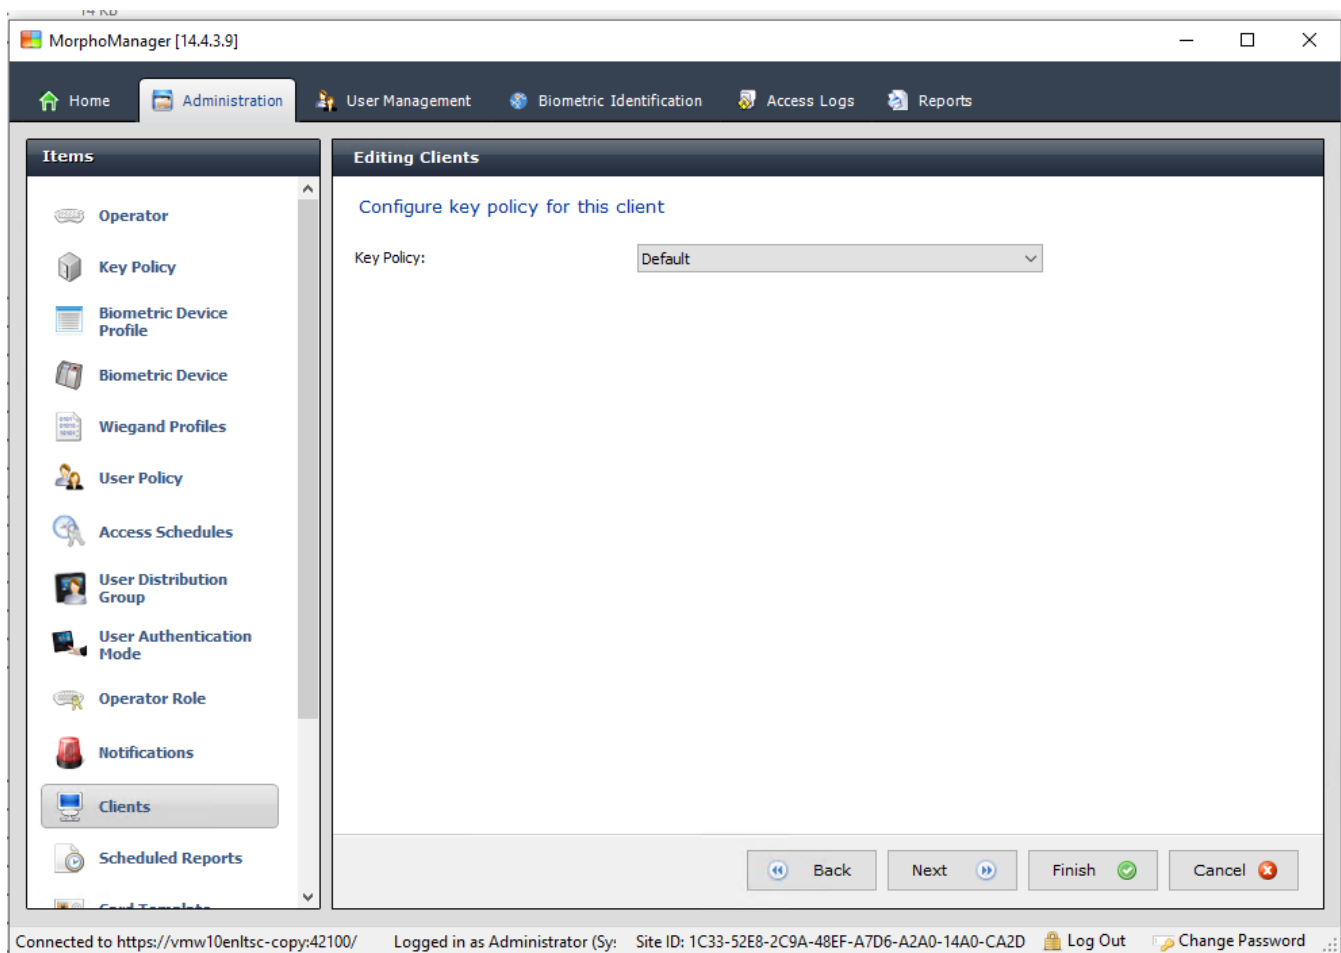 14 KB
MorphoManager [14.4.3.9]
Home
Administration
User Management
Biometric Identification
Access Logs
Reports
Items
Operator
Key Policy
Biometric Device
Profile
Biometric Device
Wiegand Profiles
User Policy
Access Schedules
User Distribution
Group
User Authentication
Mode
Operator Role
Notifications
Clients
Scheduled Reports
Card Template
Editing Clients
Configure key policy for this client
Key Policy:
Default
Back
Next
Finish
Cancel
Connected to https://vmw10enltsc-copy:42100/
Logged in as Administrator (Sy
Site ID: 1C33-52E8-2C9A-48EF-A7D6-A2A0-14A0-CA2D
Log Out
Change Password